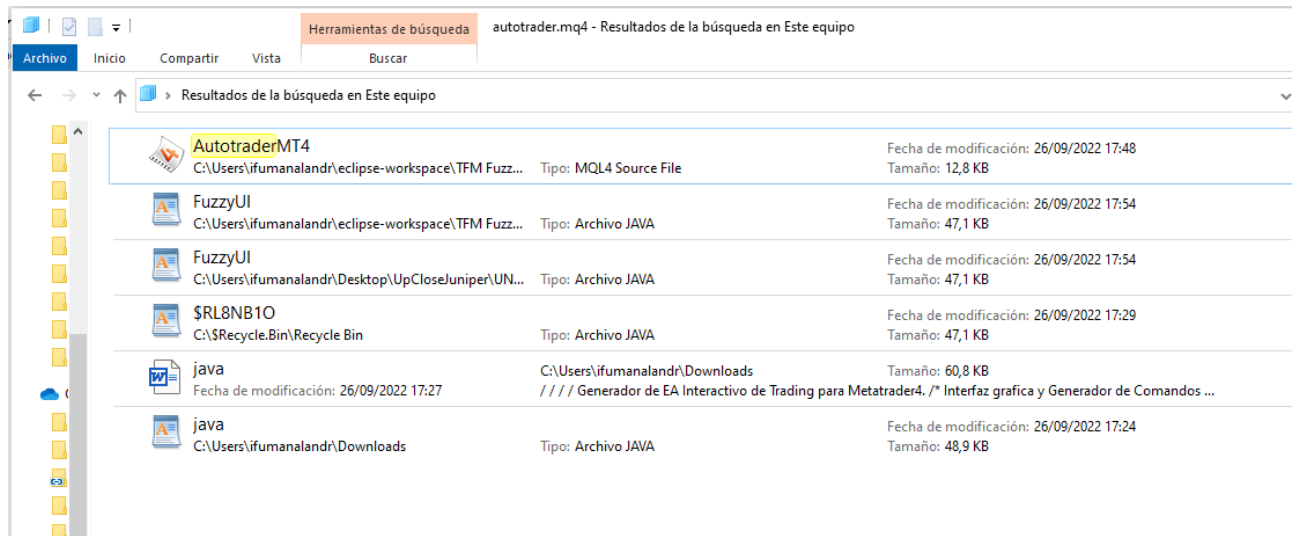 Herramientas de búsqueda
autotrader.mq4 - Resultados de la búsqueda en Este equipo
Archivo Inicio Compartir Vista Buscar
Resultados de la búsqueda en Este equipo
AutotraderMT4 Fecha de modificación: 26/09/2022 17:48
C:\Users\ifumanalandr\eclipse-workspace\TFM Fuzz... Tipo: MQL4 Source File Tamaño: 12,8 KB
FuzzyUI Fecha de modificación: 26/09/2022 17:54
C:\Users\ifumanalandr\eclipse-workspace\TFM Fuzz... Tipo: Archivo JAVA Tamaño: 47,1 KB
FuzzyUI Fecha de modificación: 26/09/2022 17:54
C:\Users\ifumanalandr\Desktop\UpCloseJuniper\UN... Tipo: Archivo JAVA Tamaño: 47,1 KB
$RL8NB1O Fecha de modificación: 26/09/2022 17:29
C:\$Recycle.Bin\Recycle Bin Tipo: Archivo JAVA Tamaño: 47,1 KB
java C:\Users\ifumanalandr\Downloads Tamaño: 60,8 KB
Fecha de modificación: 26/09/2022 17:27 / / / / Generador de EA Interactivo de Trading para Metatrader4. /* Interfaz grafica y Generador de Comandos ...
java Fecha de modificación: 26/09/2022 17:24
C:\Users\ifumanalandr\Downloads Tipo: Archivo JAVA Tamaño: 48,9 KB